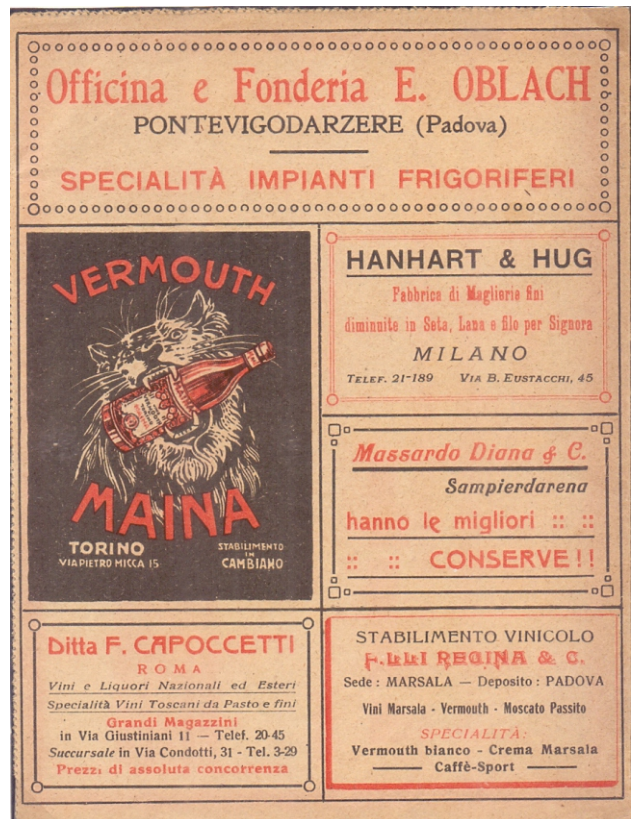 Officina e Fonderia E. OBLACH
PONTEVIGODARZERE (Padova)
SPECIALITÀ IMPIANTI FRIGORIFERI
VERMOUTH
MAINA
TORINO
VIA PIETRO MICCA 15
STABILIMENTO
IN
CAMBIANO
HANHART & HUG
Fabbrica di Maglierie fini
diminuite in Seta, Lana e filo per Signora
MILANO
TELEF. 21-189 VIA B. EUSTACCHI, 45
Massardo Diana & C.
Sampierdarena
hanno le migliori :: ::
:: :: CONSERVE!!
Ditta F. CAPOCCETTI
ROMA
Vini e Liquori Nazionali ed Esteri
Specialità Vini Toscani da Pasto e fini
Grandi Magazzini
in Via Giustiniani 11 — Telef. 20-45
Succursale in Via Condotti, 31 - Tel. 3-29
Prezzi di assoluta concorrenza
STABILIMENTO VINICOLO
F.LLI REGINA & C.
Sede : MARSALA — Deposito : PADOVA
Vini Marsala - Vermouth - Moscato Passito
SPECIALITÀ:
Vermouth bianco - Crema Marsala
Caffè-Sport